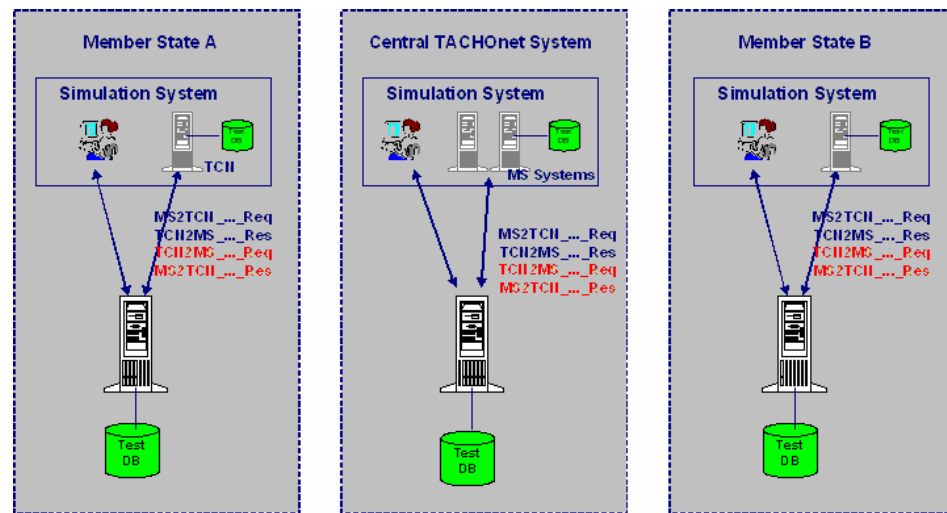 Member State A
Simulation System
Test
DB
TCN
MS2TCN_..._Req
TCN2MS_..._Res
TCN2MS_..._Req
MS2TCN_..._Res
Test
DB
Central TACHOnet System
Simulation System
Test
DB
MS Systems
MS2TCN_..._Req
TCN2MS_..._Res
TCN2MS_..._Req
MS2TCN_..._Res
Test
DB
Member State B
Simulation System
Test
DB
MS2TCN_..._Req
TCN2MS_..._Res
TCN2MS_..._Req
MS2TCN_..._Res
Test
DB